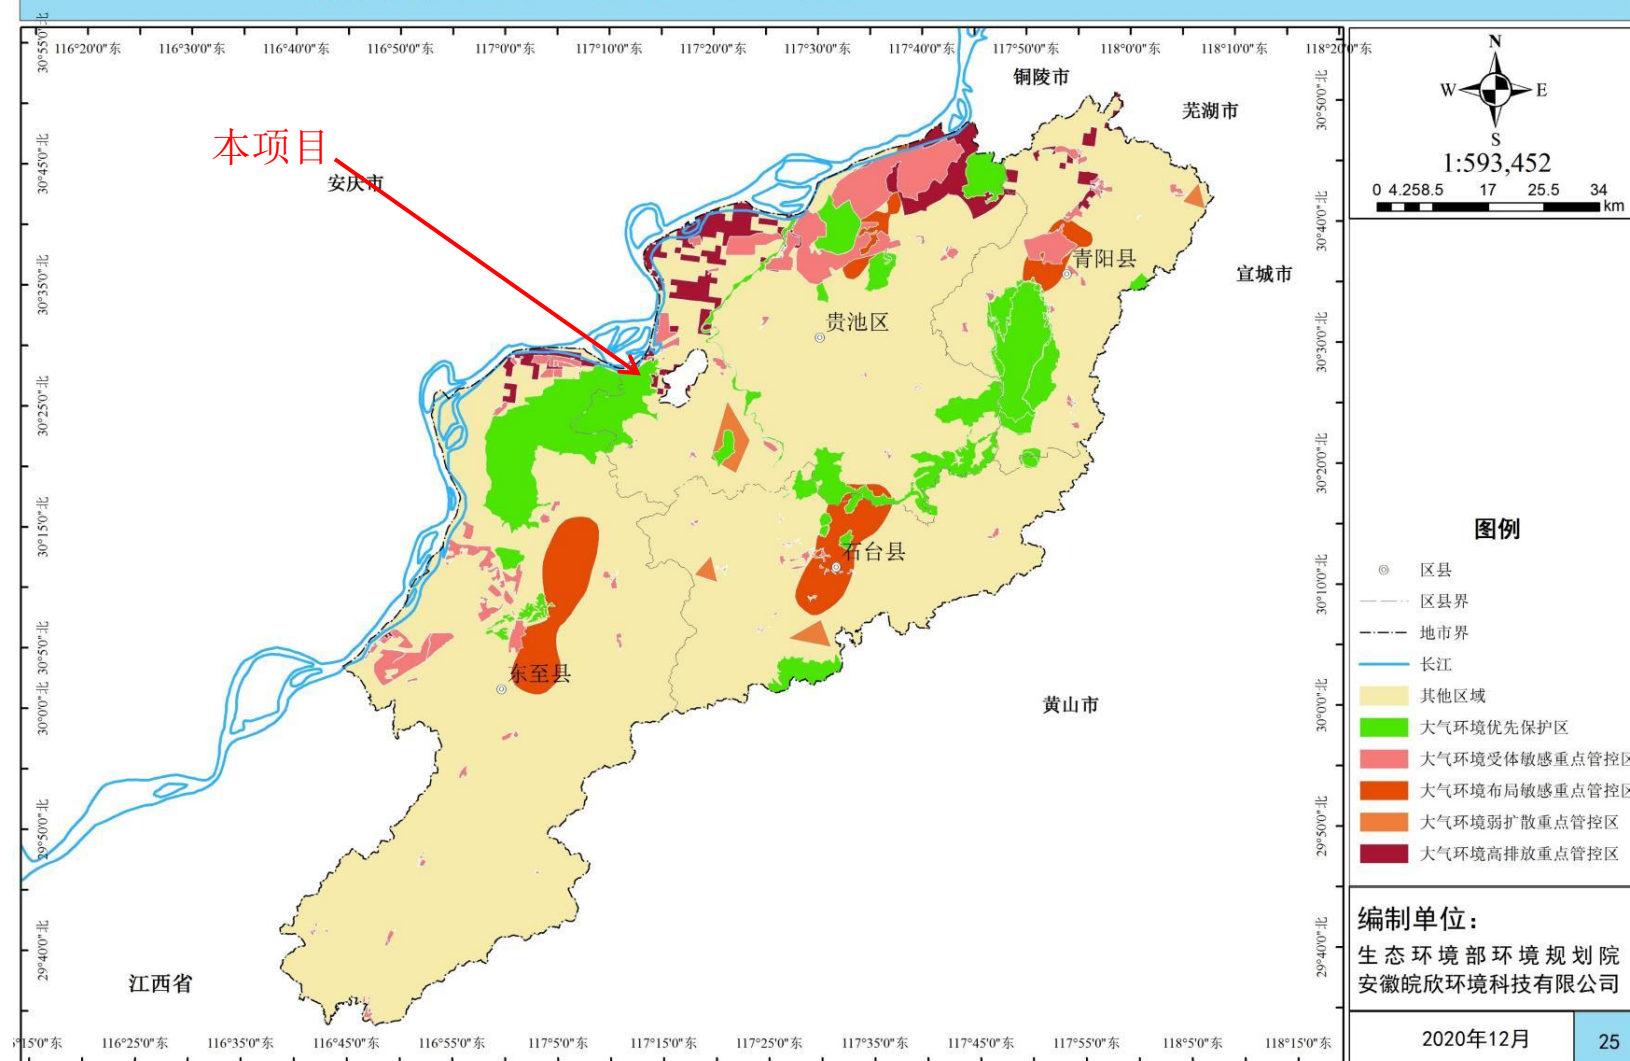 116°20'0"东 116°30'0"东 116°40'0"东 116°50'0"东 117°0'0"东 117°10'0"东 117°20'0"东 117°30'0"东 117°40'0"东 117°50'0"东 118°0'0"东 118°10'0"东 118°20'0"东
30°55'0"北
30°45'0"北
30°35'0"北
30°25'0"北
30°15'0"北
30°5'0"北
30°0'0"北
29°50'0"北
29°40'0"北
本项目
安庆市
铜陵市
芜湖市
宣城市
青阳县
贵池区
石台县
东至县
黄山市
江西省
30°50'0"北
30°40'0"北
30°30'0"北
30°20'0"北
30°10'0"北
30°0'0"北
29°50'0"北
29°40'0"北
116°25'0"东 116°35'0"东 116°45'0"东 116°55'0"东 117°5'0"东 117°15'0"东 117°25'0"东 117°35'0"东 117°45'0"东 117°55'0"东 118°5'0"东 118°15'0"东
N
W E
S
1:593,452
0 4.25 8.5 17 25.5 34
km
图例
区县
区县界
地市界
长江
其他区域
大气环境优先保护区
大气环境受体敏感重点管控区
大气环境布局敏感重点管控区
大气环境弱扩散重点管控区
大气环境高排放重点管控区
编制单位：
生态环境部环境规划院
安徽皖欣环境科技有限公司
2020年12月
25